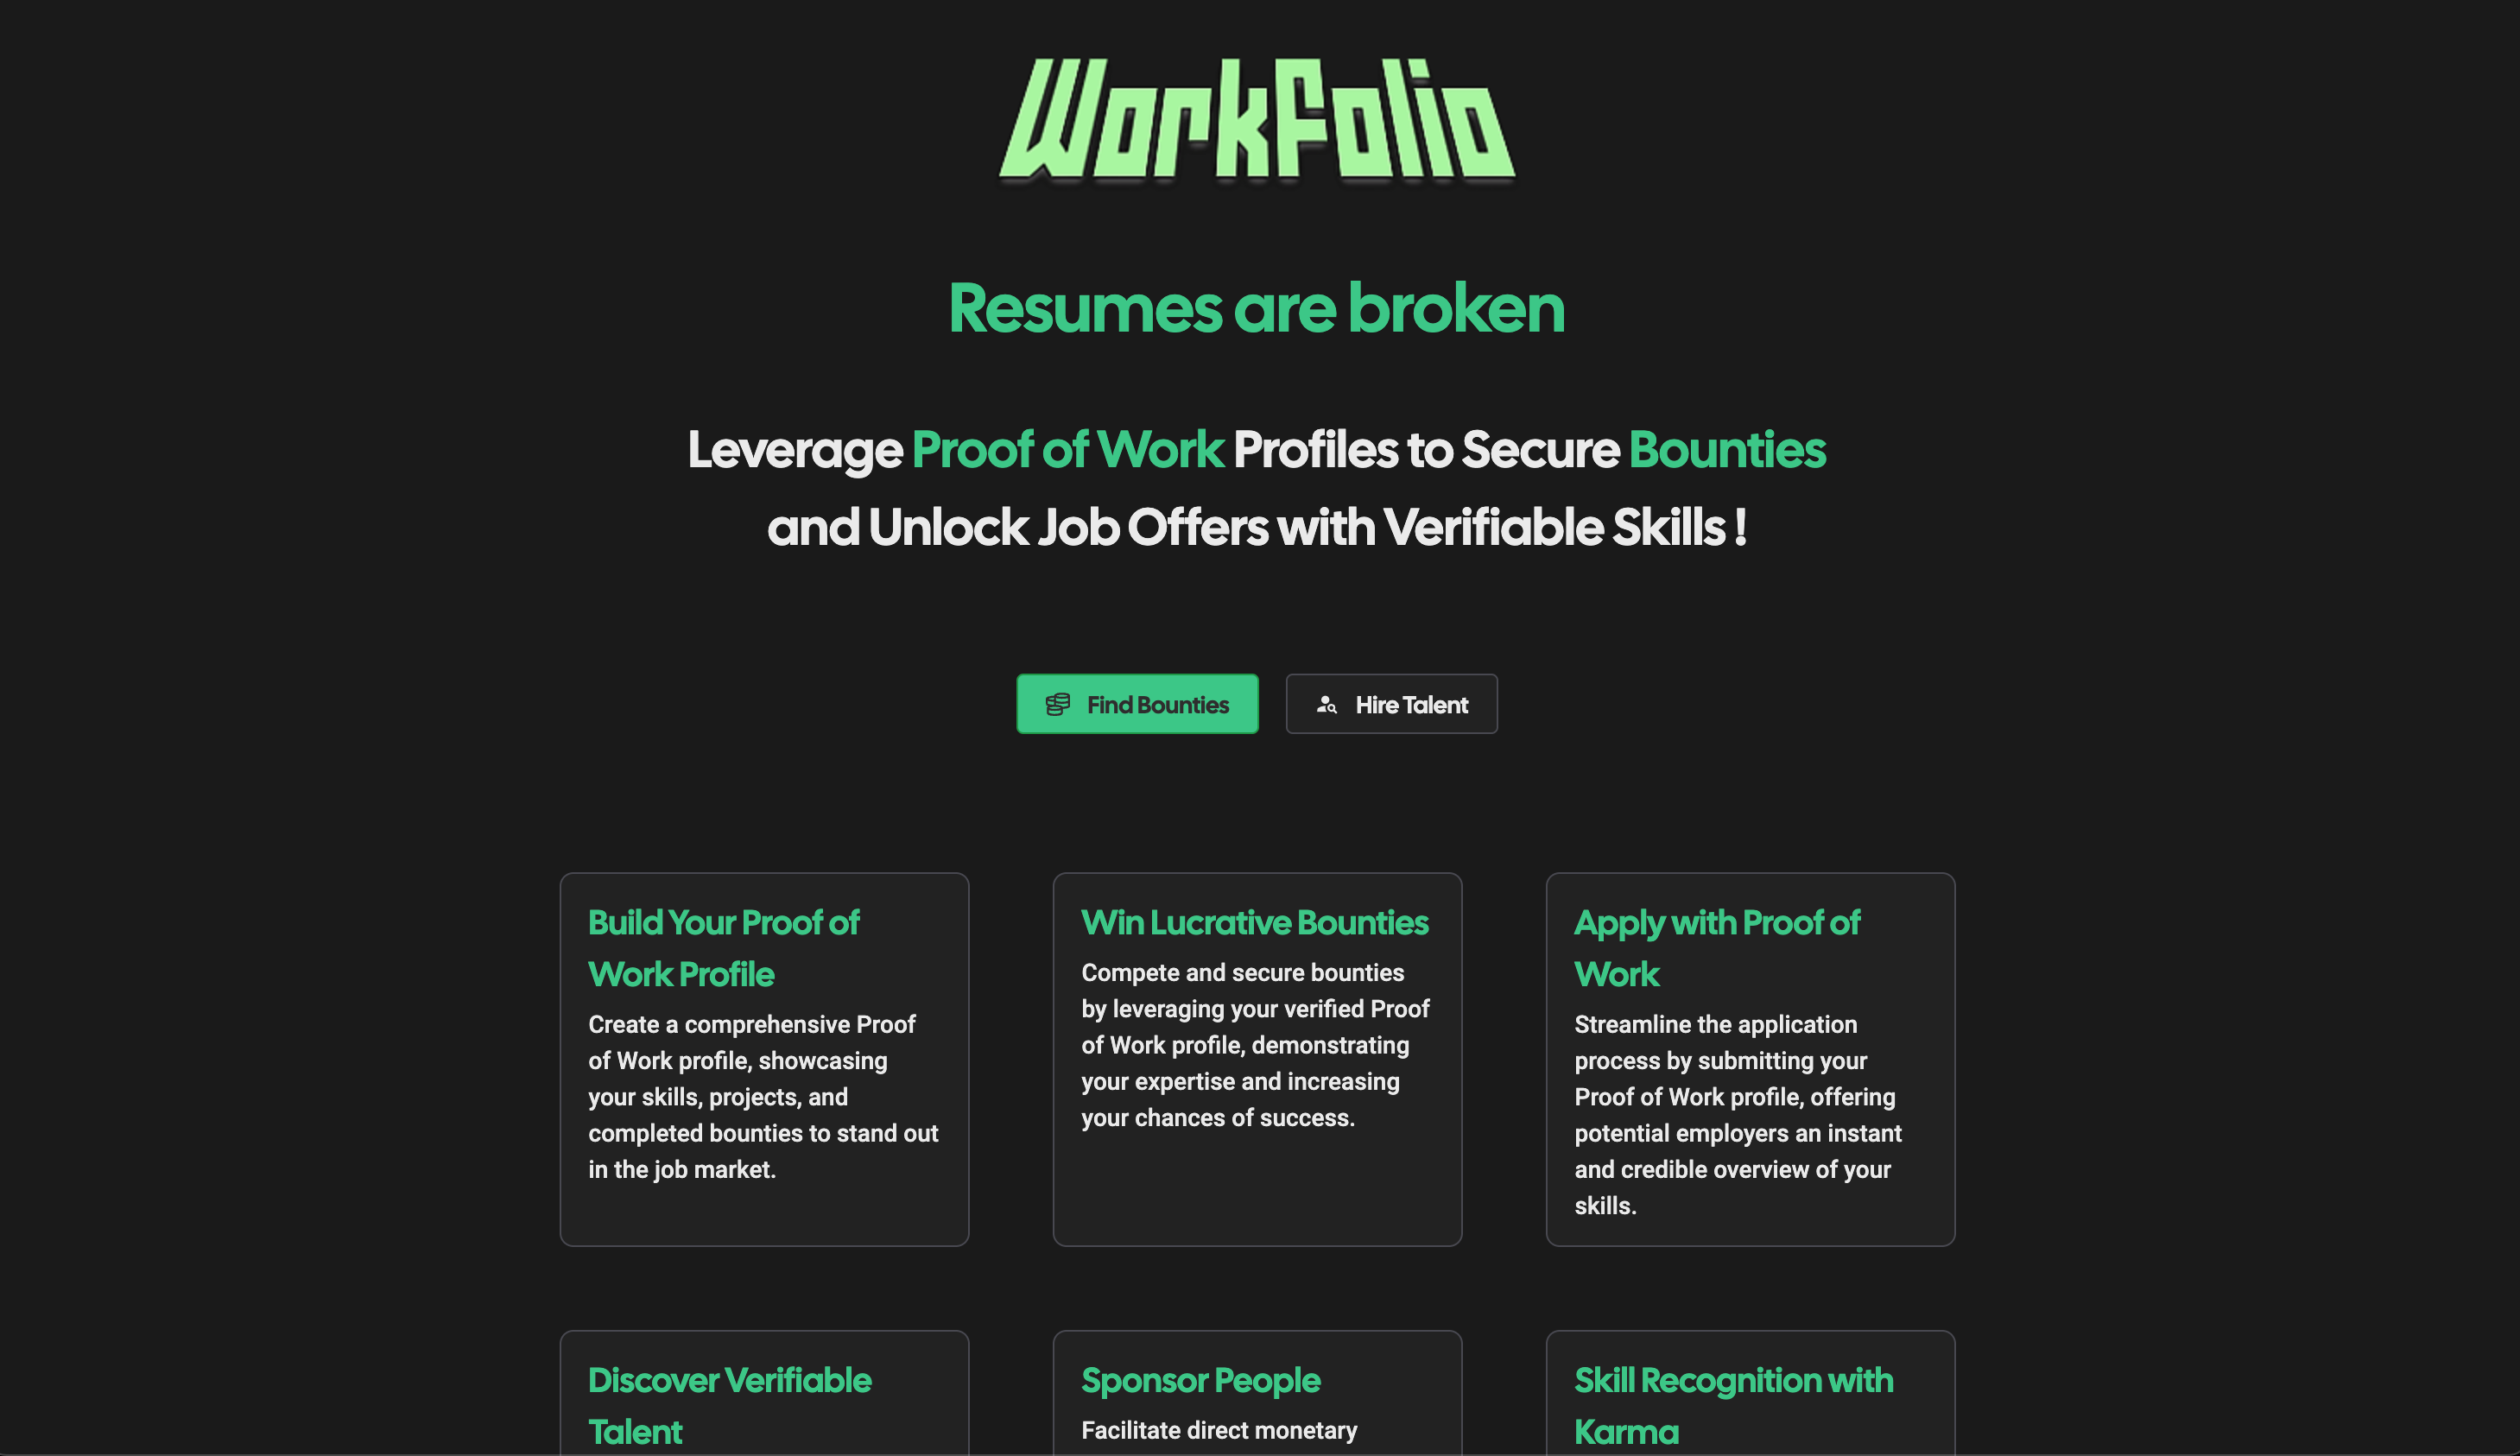 Workfolio
Resumes are broken
Leverage Proof of Work Profiles to Secure Bounties
and Unlock Job Offers with Verifiable Skills !
Find Bounties
Hire Talent
Build Your Proof of
Work Profile
Create a comprehensive Proof
of Work profile, showcasing
your skills, projects, and
completed bounties to stand out
in the job market.
Win Lucrative Bounties
Compete and secure bounties
by leveraging your verified Proof
of Work profile, demonstrating
your expertise and increasing
your chances of success.
Apply with Proof of
Work
Streamline the application
process by submitting your
Proof of Work profile, offering
potential employers an instant
and credible overview of your
skills.
Discover Verifiable
Talent
Sponsor People
Facilitate direct monetary
Skill Recognition with
Karma